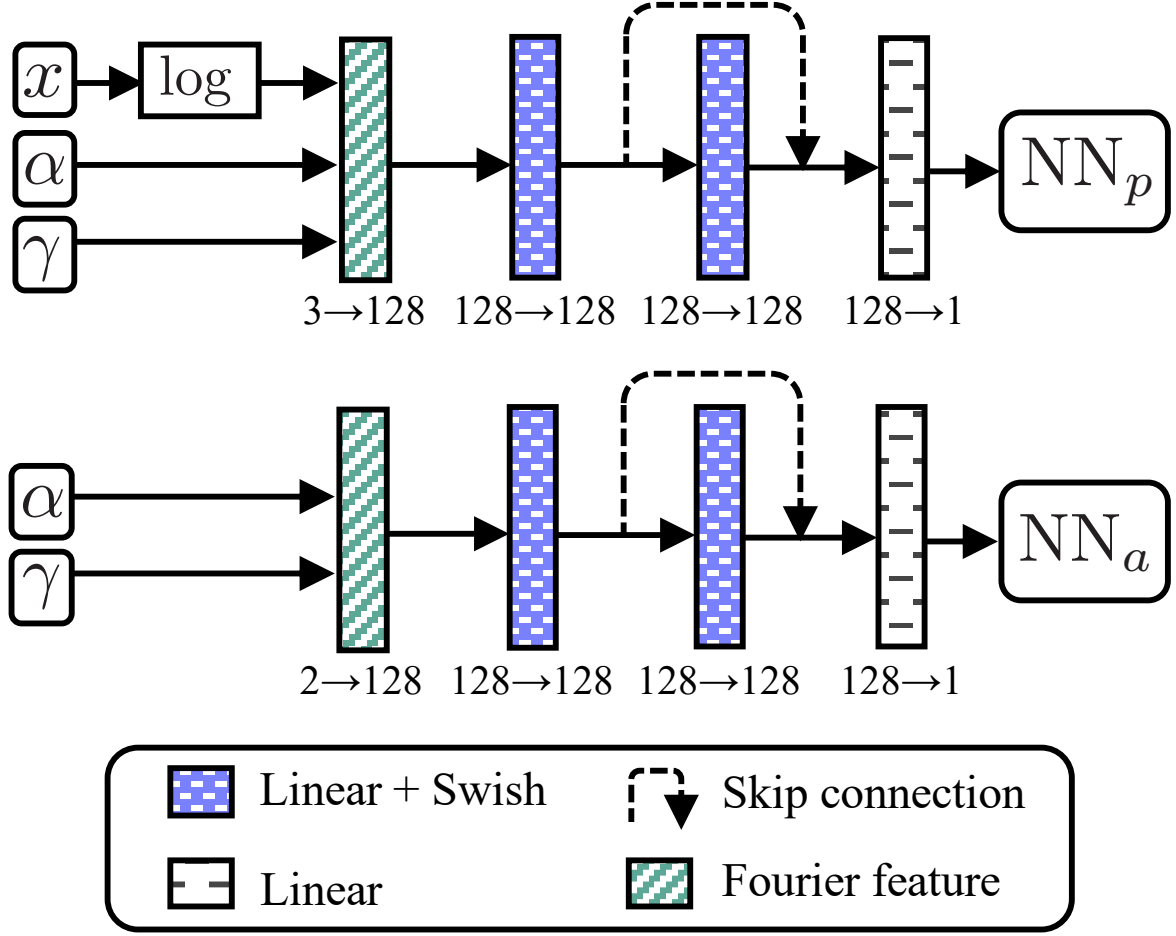 x log
α
γ
NN_p
3→128 128→128 128→128 128→1
α
γ
NN_a
2→128 128→128 128→128 128→1
Linear + Swish Skip connection
Linear Fourier feature